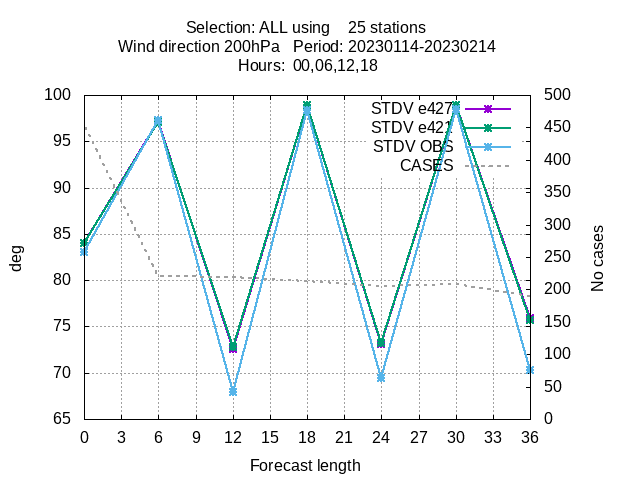 Selection: ALL using 25 stations
Wind direction 200hPa Period: 20230114-20230214
Hours: 00,06,12,18
STDV e427
STDV e421
STDV OBS
CASES
100
95
90
85
80
75
70
65
500
450
400
350
300
250
200
150
100
50
0
deg
No cases
0 3 6 9 12 15 18 21 24 27 30 33 36
Forecast length